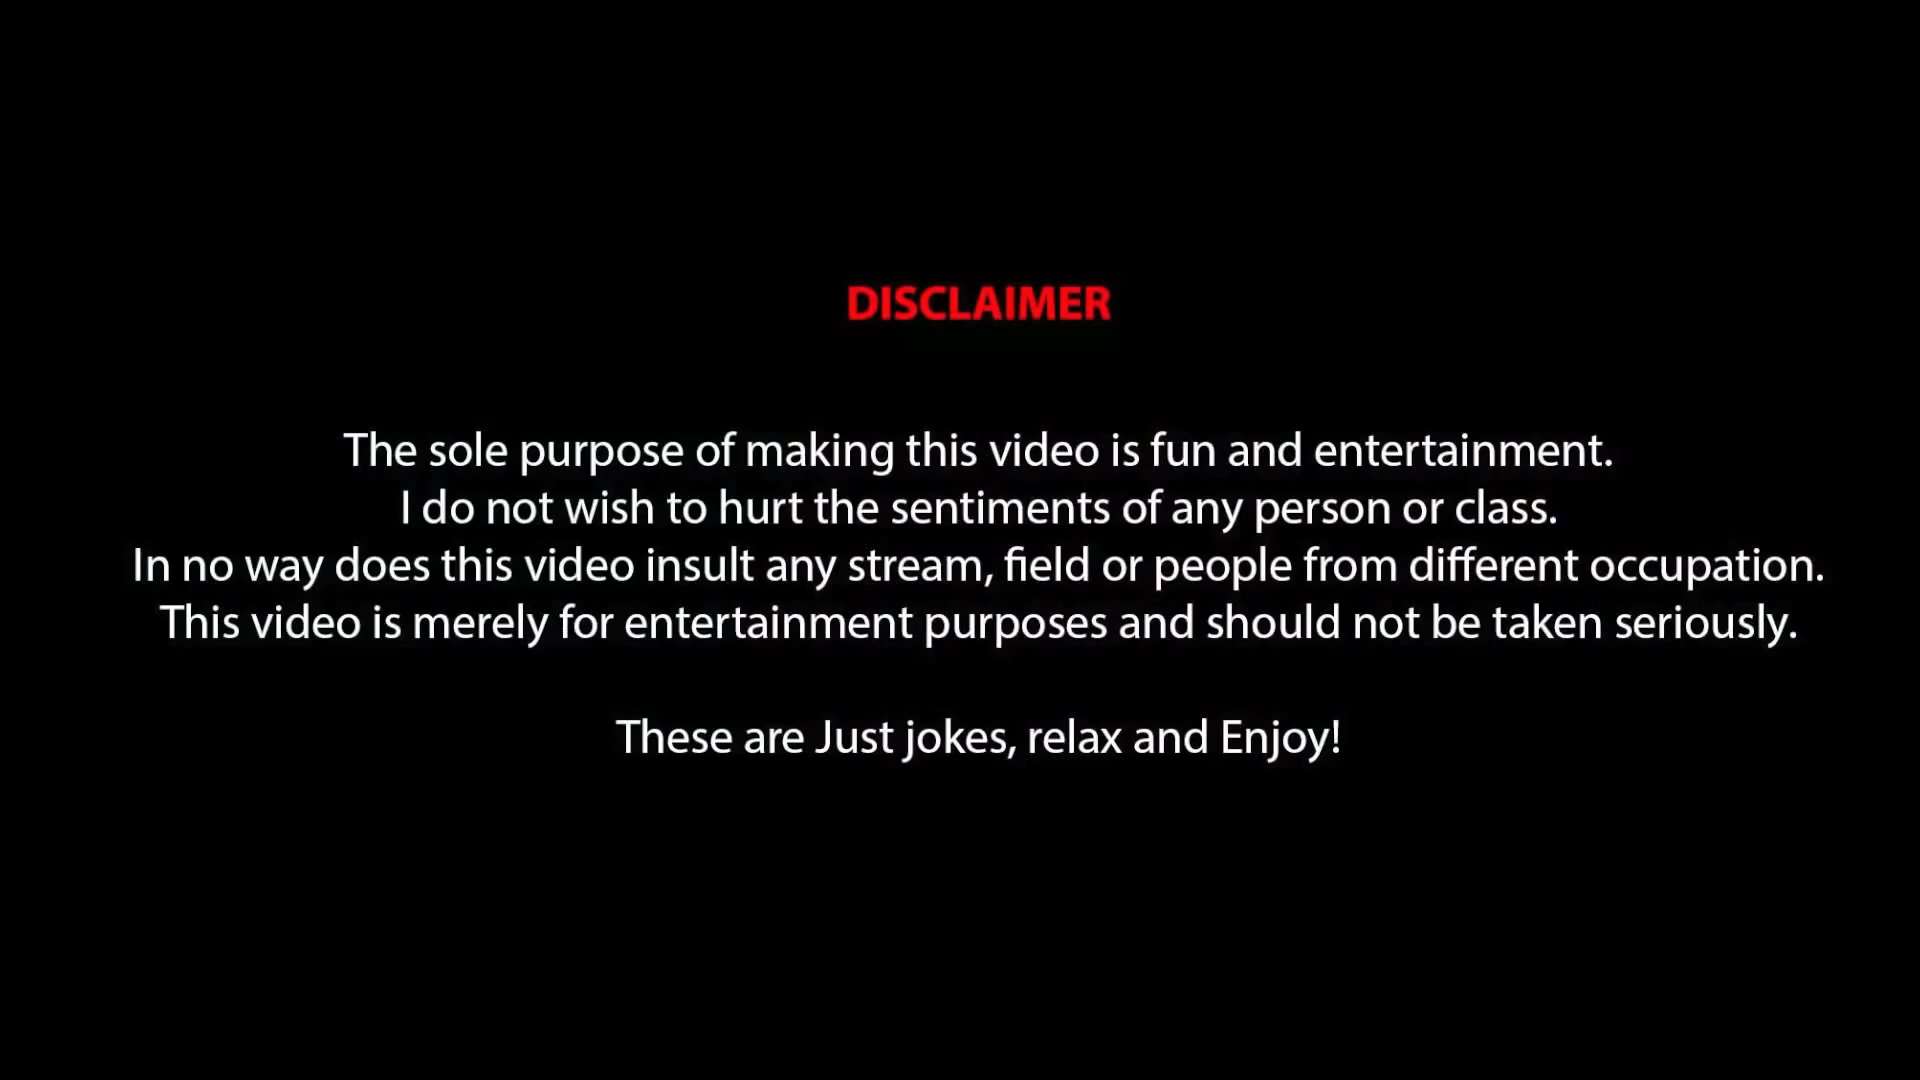 DISCLAIMER
The sole purpose of making this video is fun and entertainment.
I do not wish to hurt the sentiments of any person or class.
In no way does this video insult any stream, field or people from different occupation.
This video is merely for entertainment purposes and should not be taken seriously.
These are Just jokes, relax and Enjoy!